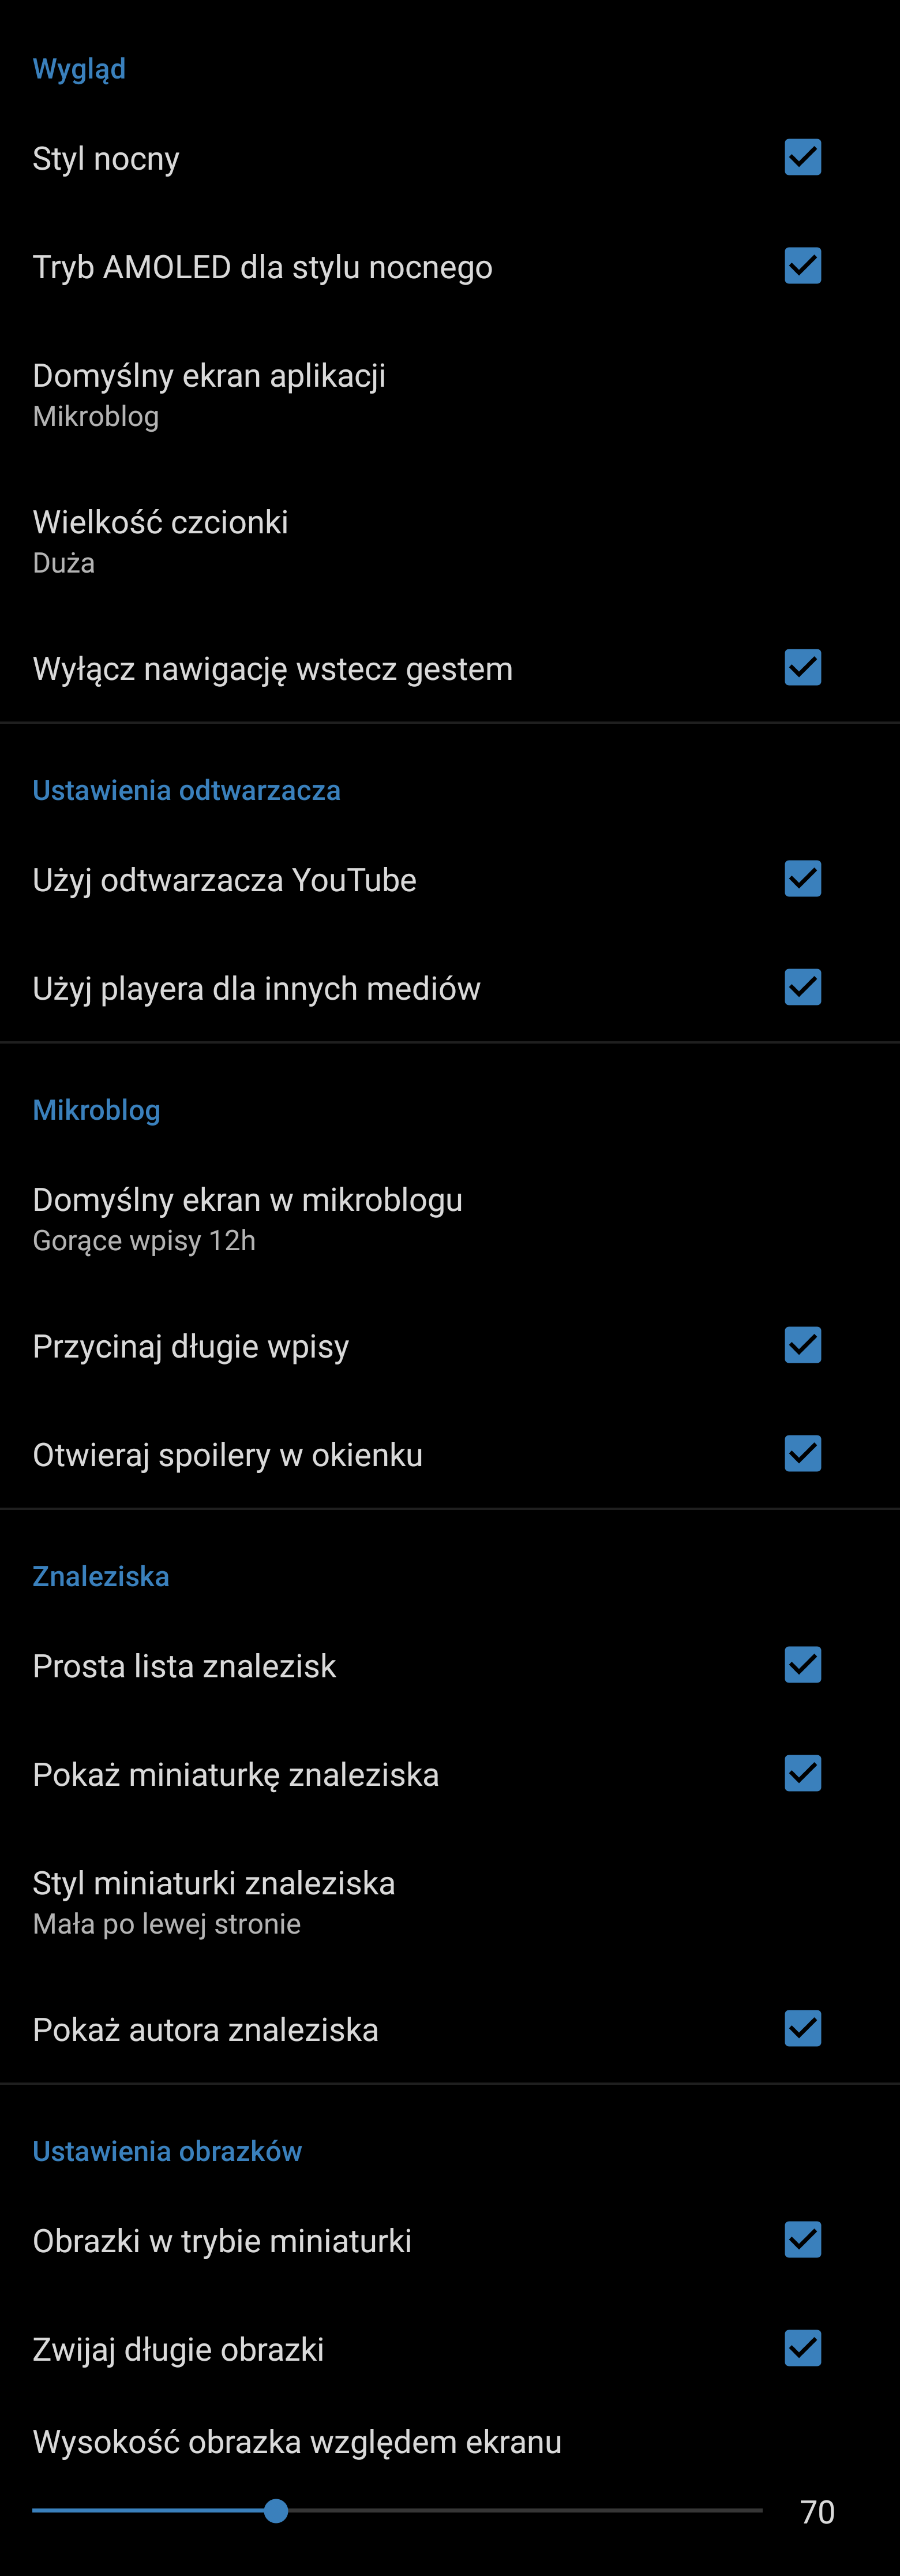 Wygląd
Styl nocny
Tryb AMOLED dla stylu nocnego
Domyślny ekran aplikacji
Mikroblog
Wielkość czcionki
Duża
Wyłącz nawigację wstecz gestem
Ustawienia odtwarzacza
Użyj odtwarzacza YouTube
Użyj playera dla innych mediów
Mikroblog
Domyślny ekran w mikroblogu
Gorące wpisy 12h
Przycinaj długie wpisy
Otwieraj spoilery w okienku
Znaleziska
Prosta lista znalezisk
Pokaż miniaturkę znaleziska
Styl miniaturki znaleziska
Mała po lewej stronie
Pokaż autora znaleziska
Ustawienia obrazków
Obrazki w trybie miniaturki
Zwijaj długie obrazki
Wysokość obrazka względem ekranu
70